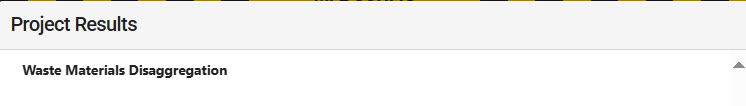 Project Results
Waste Materials Disaggregation